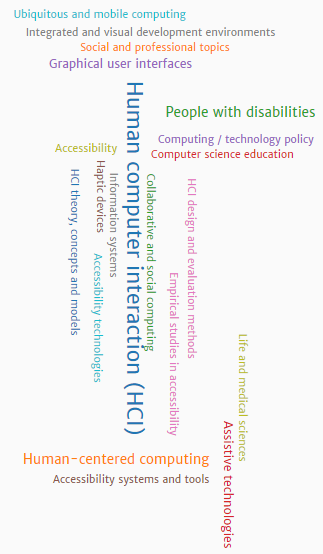 Ubiquitous and mobile computing
Integrated and visual development environments
Social and professional topics
Graphical user interfaces
Human computer interaction (HCI)
People with disabilities
Computing / technology policy
Accessibility
Computer science education
HCI theory, concepts and models
Haptic devices
Accessibility technologies
Information systems
Collaborative and social computing
Empirical studies in accessibility
HCI design and evaluation methods
Life and medical sciences
Assistive technologies
Human-centered computing
Accessibility systems and tools